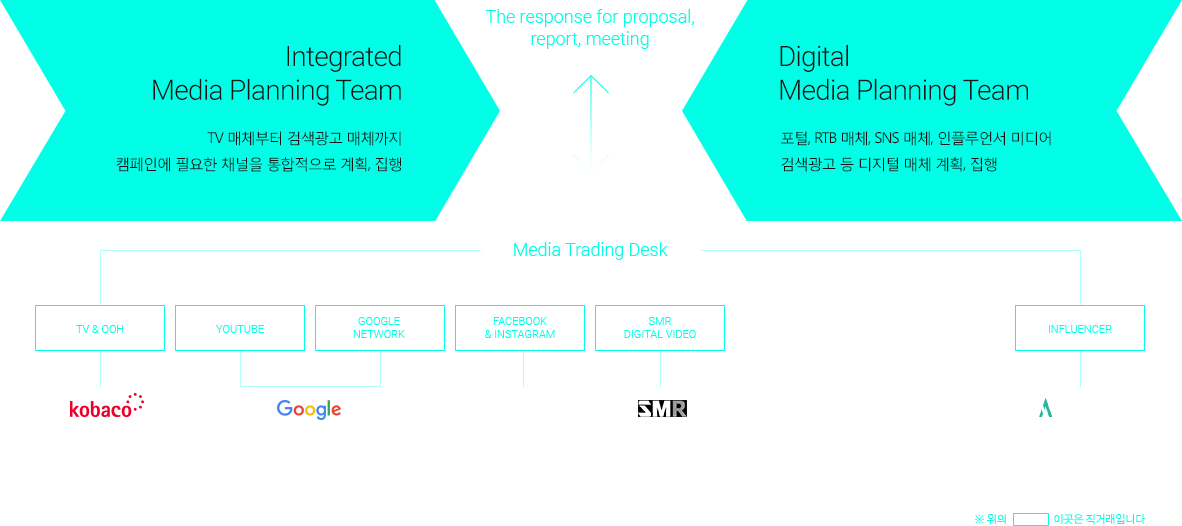 The response for proposal,
report, meeting
Integrated
Media Planning Team
TV 매체부터 검색광고 매체까지
캠페인에 필요한 채널을 통합적으로 계획, 집행
Digital
Media Planning Team
포털, RTB 매체, SNS 매체, 인플루언서 미디어
검색광고 등 디지털 매체 계획, 집행
Media Trading Desk
TV & OOH
YOUTUBE
GOOGLE
NETWORK
FACEBOOK
& INSTAGRAM
SMR
DIGITAL VIDEO
INFLUENCER
kobaco
Google
SMR
※ 위의 이곳은 직거래입니다